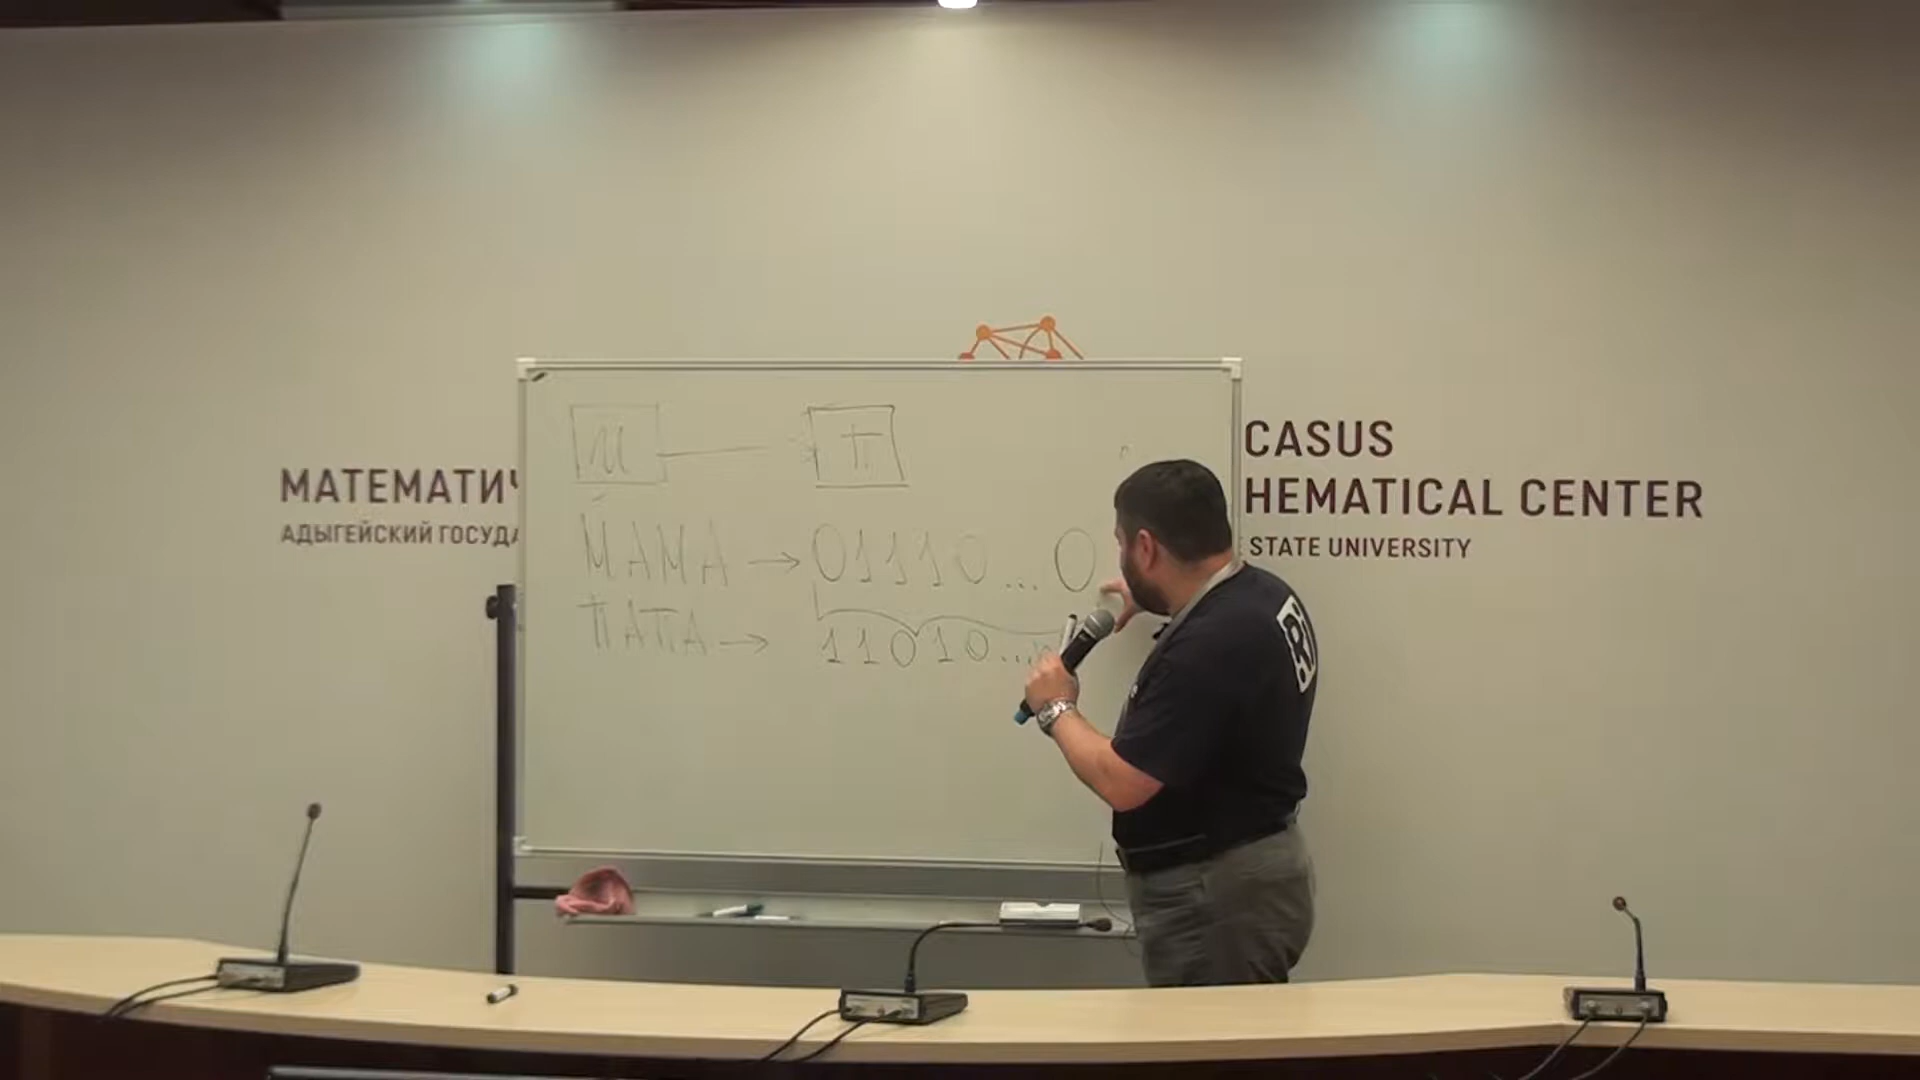 МАТЕМАТИЧ
АДЫГЕЙСКИЙ ГОСУДА
И П
МАМА → 01110...0
ПАПА → 11010...
CASUS
HEMATICAL CENTER
STATE UNIVERSITY